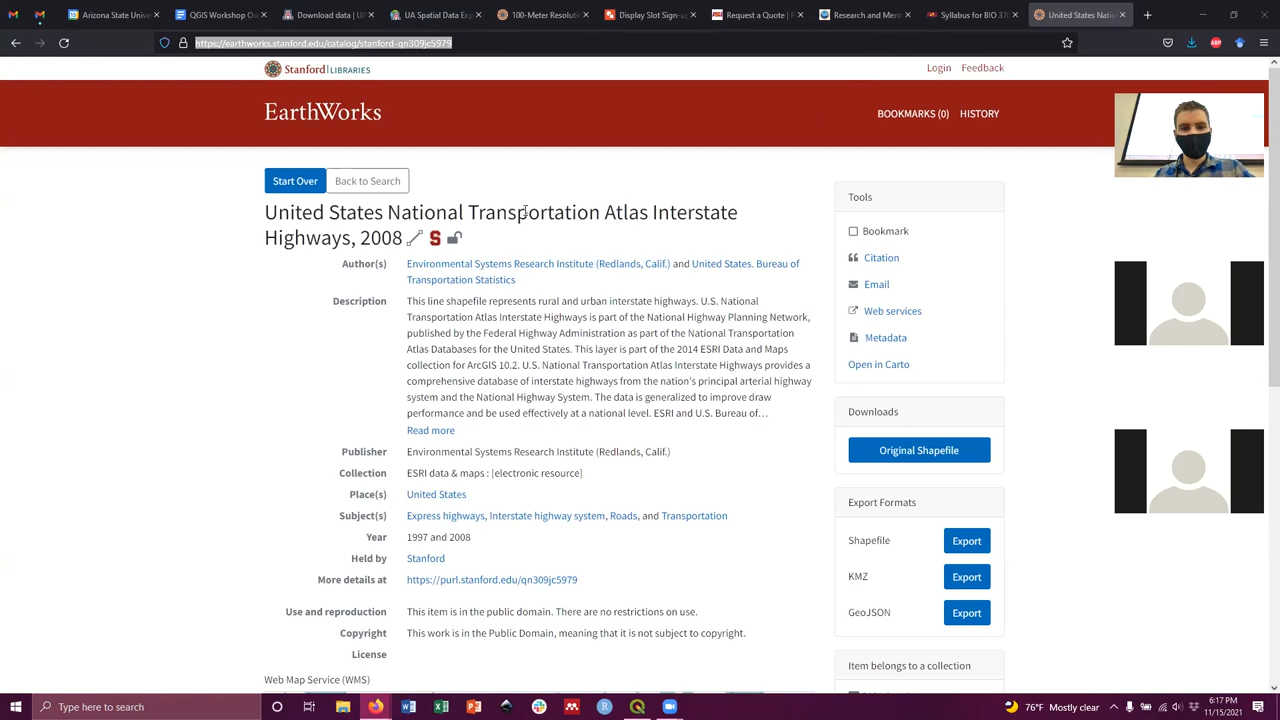 Arizona State Univer
QGIS Workshop Ou
Untitled
100-Meter Resolutio
Display Slot Sign-up
Request a Quote | P
Research and Men
Syllabus for BIO 37
United States Nati
https://earthworks.stanford.edu/catalog/stanford-qn309jc5979
Stanford LIBRARIES
Login Feedback
EarthWorks
BOOKMARKS (0) HISTORY
Start Over Back to Search
United States National Transportation Atlas Interstate
Highways, 2008
Author(s) Environmental Systems Research Institute (Redlands, Calif.) and United States. Bureau of
Transportation Statistics
Description This line shapefile represents rural and urban interstate highways. U.S. National
Transportation Atlas Interstate Highways is part of the National Highway Planning Network,
published by the Federal Highway Administration as part of the National Transportation
Atlas Databases for the United States. This layer is part of the 2014 ESRI Data and Maps
collection for ArcGIS 10.2. U.S. National Transportation Atlas Interstate Highways provides a
comprehensive database of interstate highways from the nation's principal arterial highway
system and the National Highway System. The data is generalized to improve draw
performance and be used effectively at a national level. ESRI and U.S. Bureau of…
Read more
Publisher Environmental Systems Research Institute (Redlands, Calif.)
Collection ESRI data & maps : [electronic resource]
Place(s) United States
Subject(s) Express highways, Interstate highway system, Roads, and Transportation
Year 1997 and 2008
Held by Stanford
More details at https://purl.stanford.edu/qn309jc5979
Use and reproduction This item is in the public domain. There are no restrictions on use.
Copyright This work is in the Public Domain, meaning that it is not subject to copyright.
License
Web Map Service (WMS)
Tools
Bookmark
Citation
Email
Web services
Metadata
Open in Carto
Downloads
Original Shapefile
Export Formats
Shapefile Export
KMZ Export
GeoJSON Export
Item belongs to a collection
Type here to search
76°F Mostly clear
6:17 PM
11/15/2021